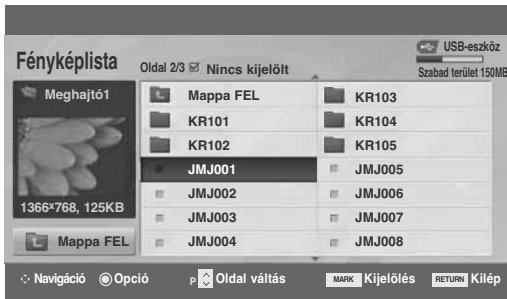 USB-eszköz
Fényképlista
Oldal 2/3 Nincs kijelölt
Szabad terület 150MB
Meghajtó1
Mappa FEL
KR103
KR101
KR104
KR102
KR105
JMJ001
JMJ005
JMJ002
JMJ006
1366x768, 125KB
JMJ003
JMJ007
Mappa FEL
JMJ004
JMJ008
Navigáció
Opció
P Oldal váltás
MARK Kijelölés
RETURN Kilép